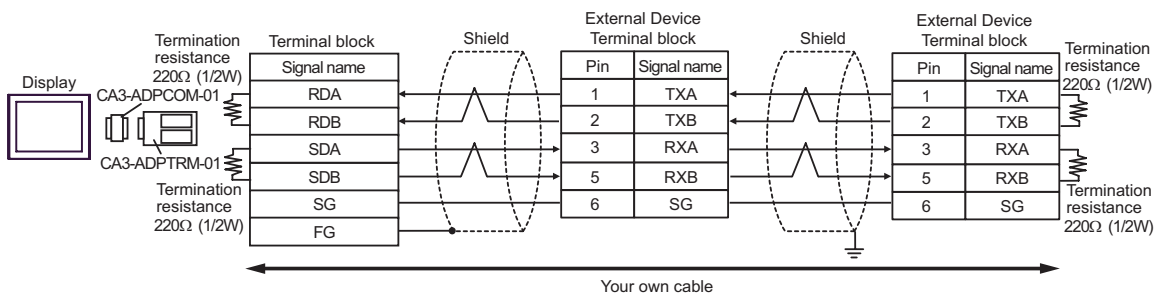 Display
CA3-ADPCOM-01
CA3-ADPTRM-01
Termination
resistance
220Ω (1/2W)
Termination
resistance
220Ω (1/2W)
Terminal block
Signal name
RDA
RDB
SDA
SDB
SG
FG
Shield
External Device
Terminal block
Pin Signal name
1 TXA
2 TXB
3 RXA
5 RXB
6 SG
Shield
External Device
Terminal block
Pin Signal name
1 TXA
2 TXB
3 RXA
5 RXB
6 SG
Termination
resistance
220Ω (1/2W)
Termination
resistance
220Ω (1/2W)
Your own cable